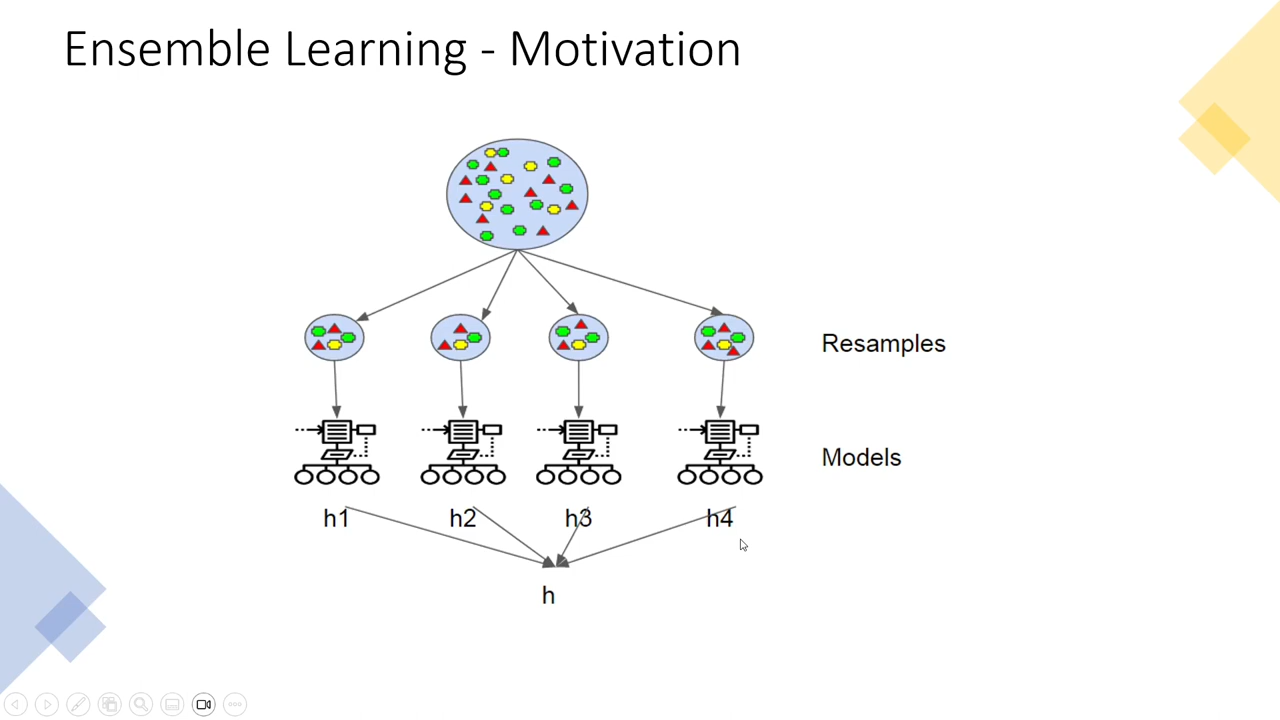 Ensemble Learning - Motivation
Resamples
Models
h1 h2 h3 h4
h